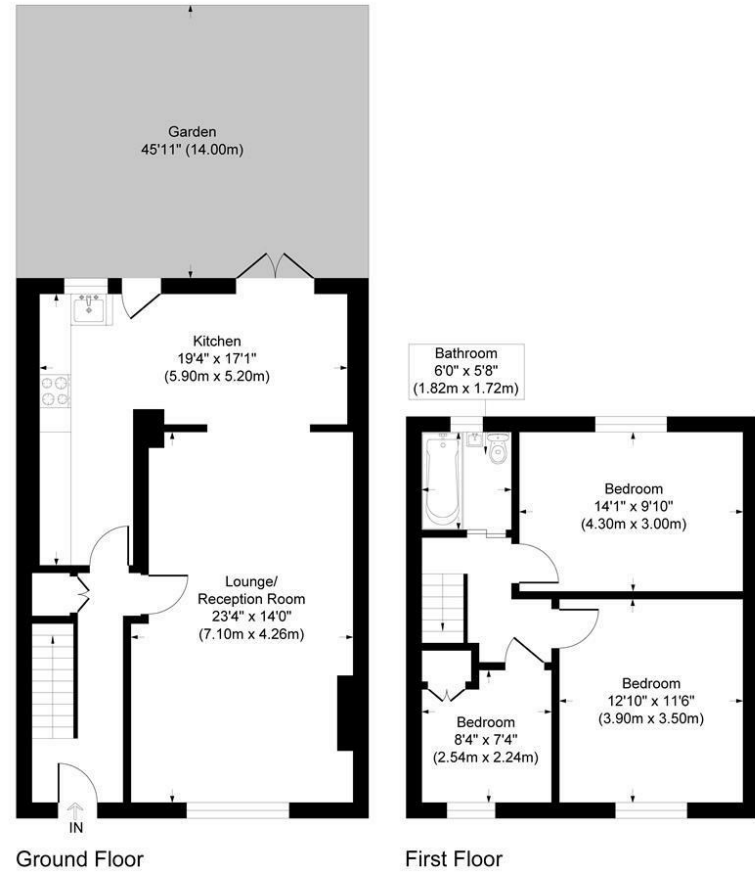 Garden
45'11" (14.00m)
Kitchen
19'4" x 17'1"
(5.90m x 5.20m)
Lounge/
Reception Room
23'4" x 14'0"
(7.10m x 4.26m)
IN
Ground Floor
Bathroom
6'0" x 5'8"
(1.82m x 1.72m)
Bedroom
14'1" x 9'10"
(4.30m x 3.00m)
Bedroom
12'10" x 11'6"
(3.90m x 3.50m)
Bedroom
8'4" x 7'4"
(2.54m x 2.24m)
First Floor